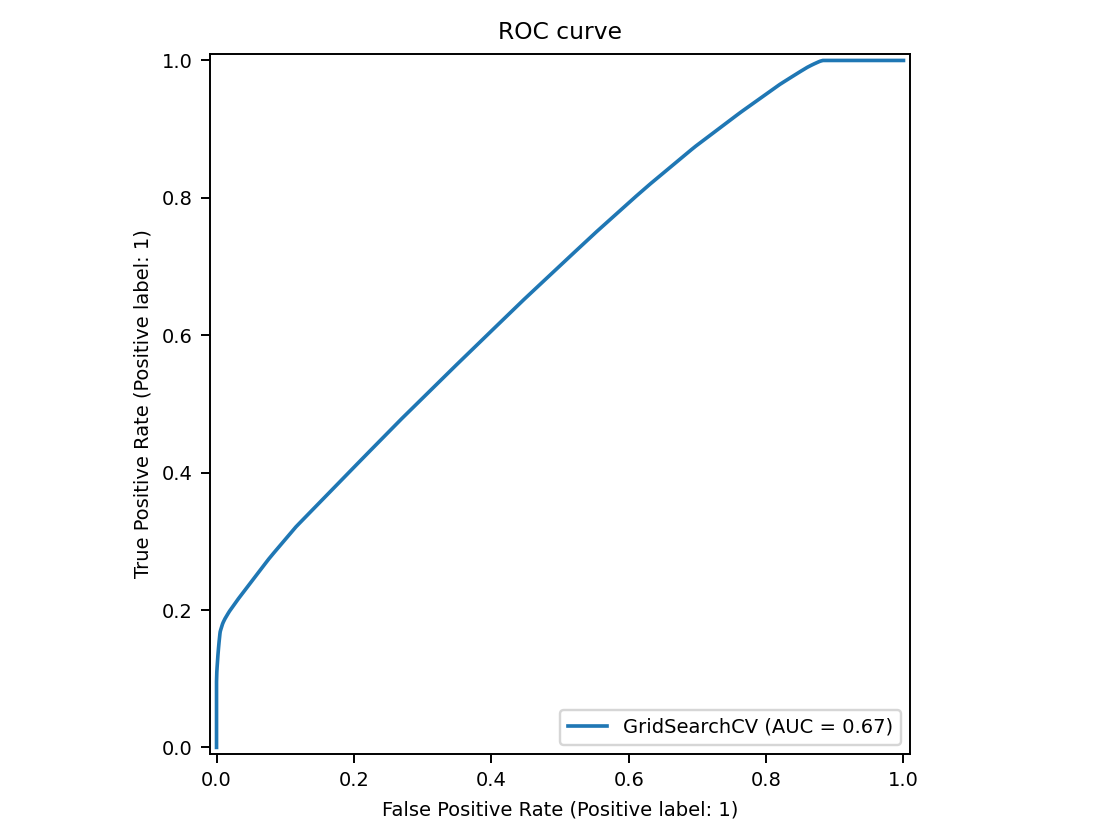 ROC curve
True Positive Rate (Positive label: 1)
1.0
0.8
0.6
0.4
0.2
0.0
GridSearchCV (AUC = 0.67)
0.0 0.2 0.4 0.6 0.8 1.0
False Positive Rate (Positive label: 1)